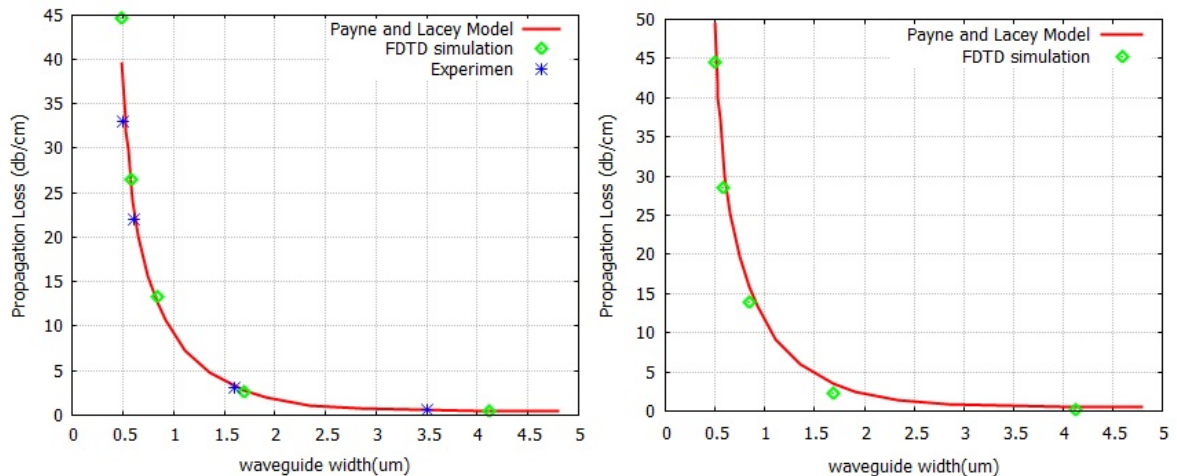 Payne and Lacey Model
FDTD simulation
Experimen
Propagation Loss (db/cm)
45
40
35
30
25
20
15
10
5
0
0 0.5 1 1.5 2 2.5 3 3.5 4 4.5 5
waveguide width(um)
Payne and Lacey Model
FDTD simulation
Propagation Loss (db/cm)
50
45
40
35
30
25
20
15
10
5
0
0 0.5 1 1.5 2 2.5 3 3.5 4 4.5 5
waveguide width(um)